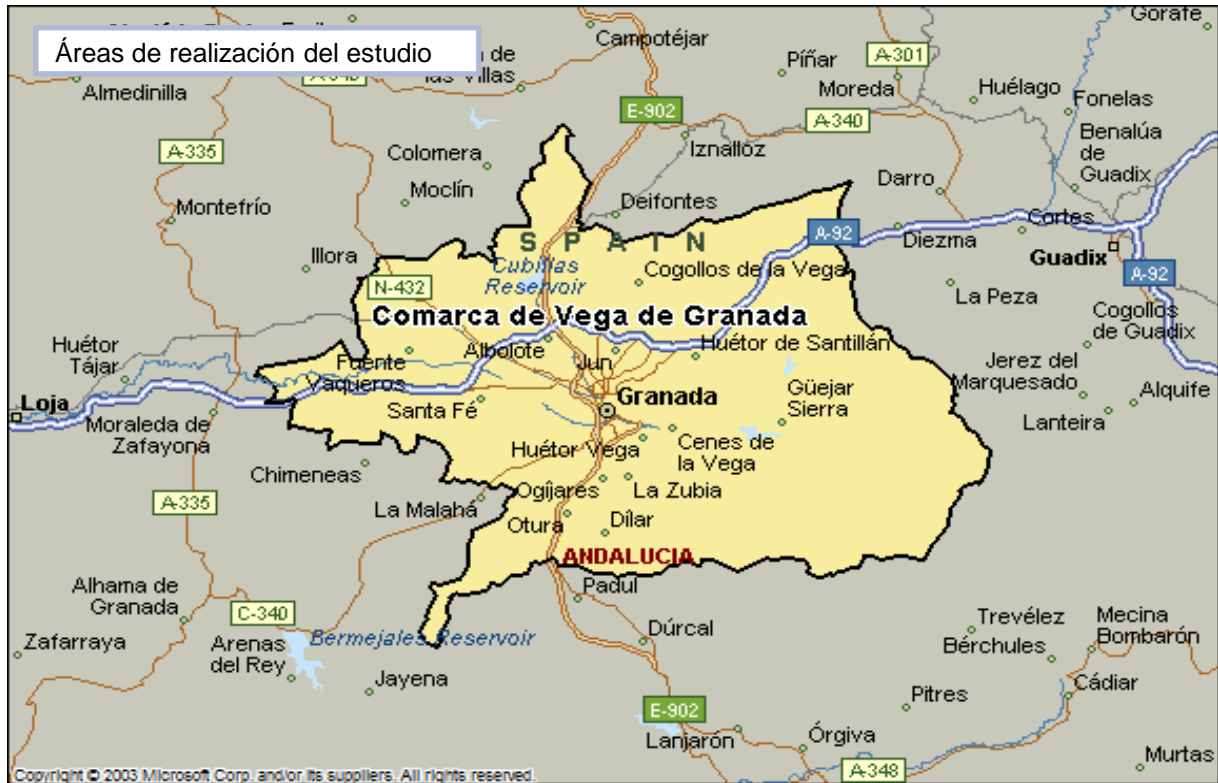 Áreas de realización del estudio
Gorafe
Campotéjar
de
las Villas
Píñar
A-301
Almedinilla
Moreda
Huélago
Fonelas
E-902
A-340
A-335
Iznalloz
Benalúa
de
Guadix
Colomera
Moclín
Darro
Montefrío
Deifontes
Cortes
SPAIN
A-92
Diezma
Guadix
Illora
Cubillas
Reservoir
Cogollos de la Vega
A-92
N-432
La Peza
Comarca de Vega de Granada
Cogollos
de Guadix
Huétor
Tájar
Fuente
Vaqueros
Albolote
Jun
Huétor de Santillán
Jerez del
Marquesado
Alquife
Loja
Santa Fé
Granada
Güejar
Sierra
Lanteira
Moraleda de
Zafayona
Huétor Vega
Cenes de
la Vega
Chimeneas
Ogíjares
La Zubia
A-335
La Malahá
Otura
Dílar
ANDALUCIA
Alhama de
Granada
Padul
C-340
Trevélez
Mecina
Bombarón
Zafarraya
Arenas
del Rey
Bermejales Reservoir
Dúrcal
Bérchules
Jayena
Pitres
Cádiar
E-902
Lanjarón
Órgiva
Murtas
A-348
Copyright © 2003 Microsoft Corp. and/or its suppliers. All rights reserved.